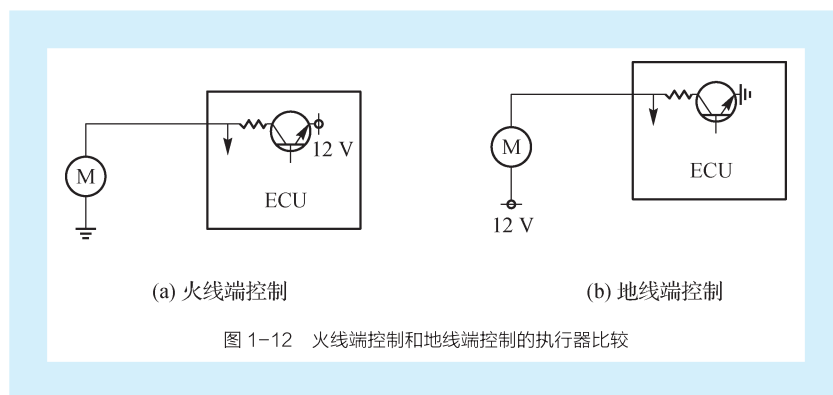 M
12 V
ECU
M
12 V
ECU
(a) 火线端控制
(b) 地线端控制
图 1-12 火线端控制和地线端控制的执行器比较